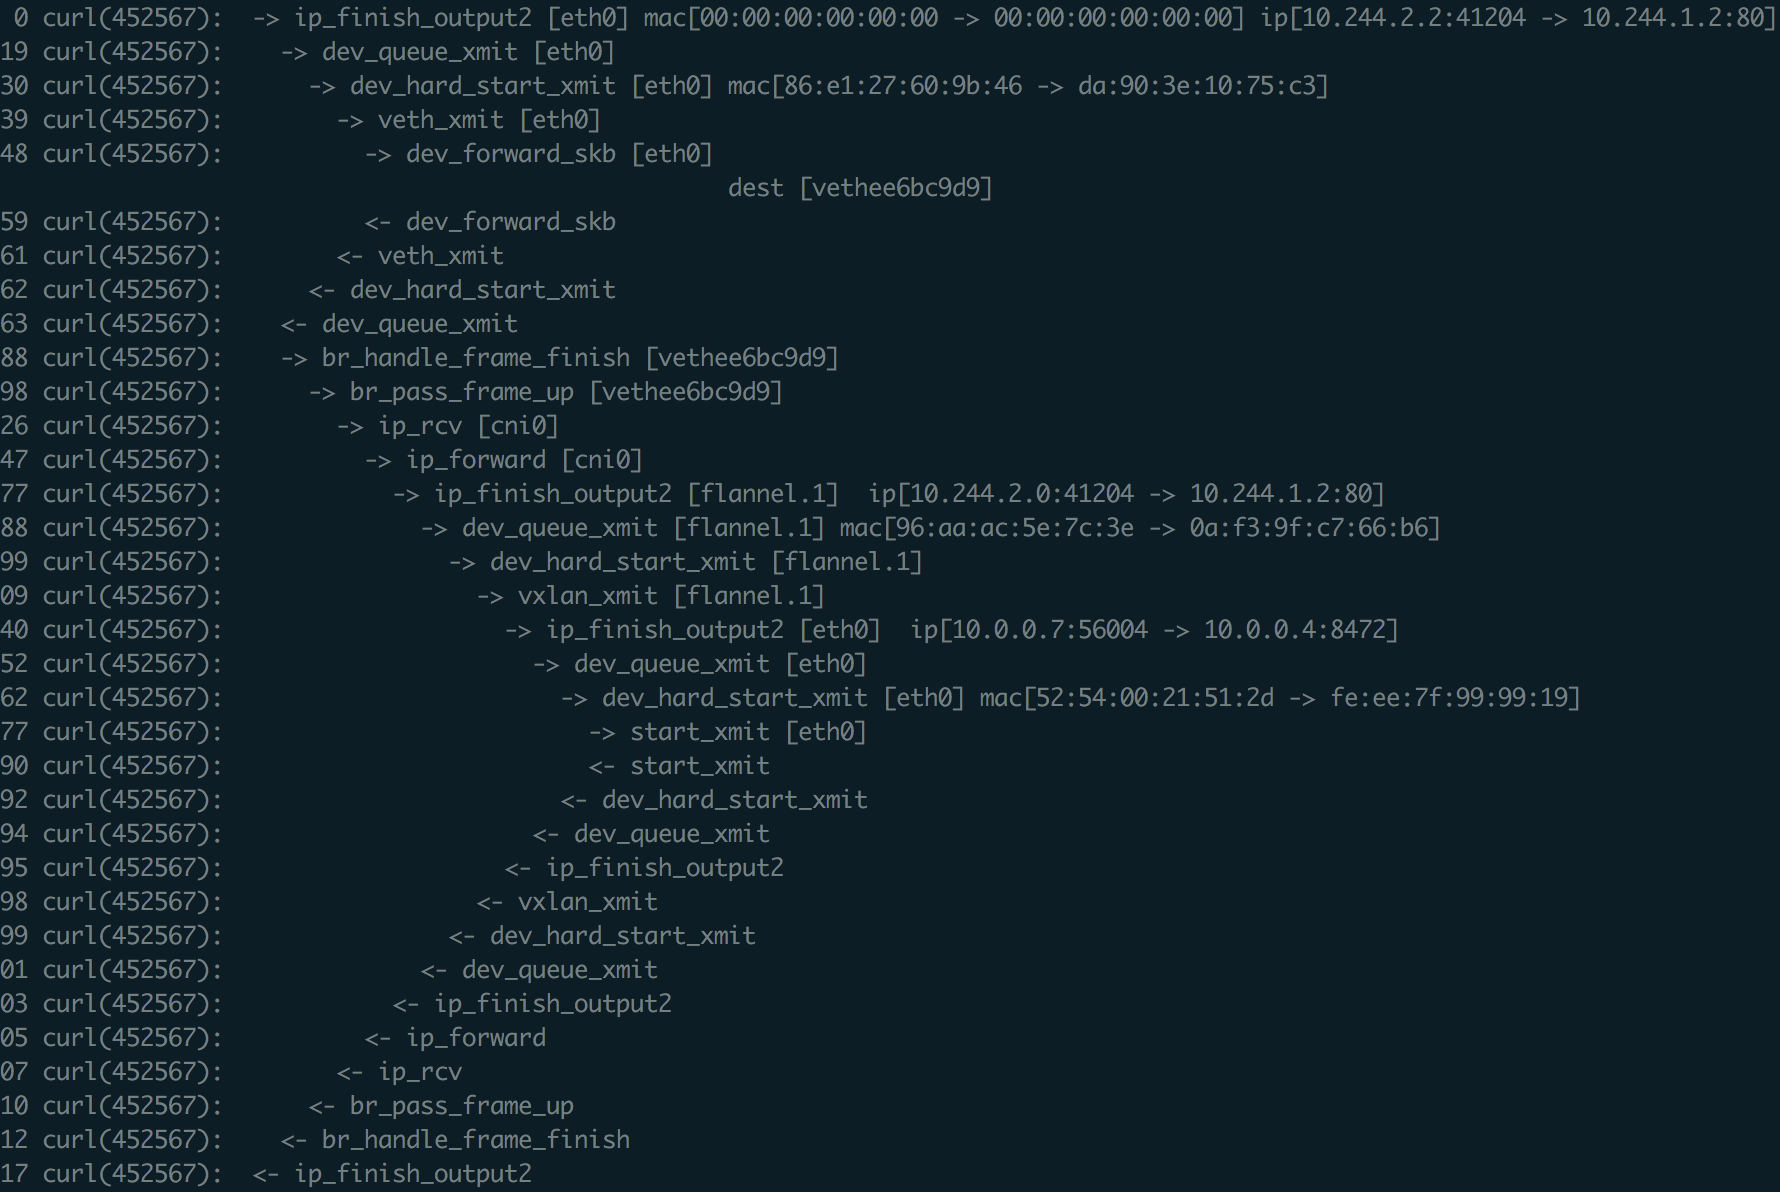 0 curl(452567):  -> ip_finish_output2 [eth0] mac[00:00:00:00:00:00 -> 00:00:00:00:00:00] ip[10.244.2.2:41204 -> 10.244.1.2:80]
19 curl(452567):    -> dev_queue_xmit [eth0]
30 curl(452567):      -> dev_hard_start_xmit [eth0] mac[86:e1:27:60:9b:46 -> da:90:3e:10:75:c3]
39 curl(452567):        -> veth_xmit [eth0]
48 curl(452567):          -> dev_forward_skb [eth0]
dest [vethee6bc9d9]
59 curl(452567):          <- dev_forward_skb
61 curl(452567):        <- veth_xmit
62 curl(452567):      <- dev_hard_start_xmit
63 curl(452567):    <- dev_queue_xmit
88 curl(452567):    -> br_handle_frame_finish [vethee6bc9d9]
98 curl(452567):      -> br_pass_frame_up [vethee6bc9d9]
26 curl(452567):        -> ip_rcv [cni0]
47 curl(452567):          -> ip_forward [cni0]
77 curl(452567):            -> ip_finish_output2 [flannel.1]  ip[10.244.2.0:41204 -> 10.244.1.2:80]
88 curl(452567):              -> dev_queue_xmit [flannel.1] mac[96:aa:ac:5e:7c:3e -> 0a:f3:9f:c7:66:b6]
99 curl(452567):                -> dev_hard_start_xmit [flannel.1]
09 curl(452567):                  -> vxlan_xmit [flannel.1]
40 curl(452567):                    -> ip_finish_output2 [eth0]  ip[10.0.0.7:56004 -> 10.0.0.4:8472]
52 curl(452567):                      -> dev_queue_xmit [eth0]
62 curl(452567):                        -> dev_hard_start_xmit [eth0] mac[52:54:00:21:51:2d -> fe:ee:7f:99:99:19]
77 curl(452567):                          -> start_xmit [eth0]
90 curl(452567):                          <- start_xmit
92 curl(452567):                        <- dev_hard_start_xmit
94 curl(452567):                      <- dev_queue_xmit
95 curl(452567):                    <- ip_finish_output2
98 curl(452567):                  <- vxlan_xmit
99 curl(452567):                <- dev_hard_start_xmit
01 curl(452567):              <- dev_queue_xmit
03 curl(452567):            <- ip_finish_output2
05 curl(452567):          <- ip_forward
07 curl(452567):        <- ip_rcv
10 curl(452567):      <- br_pass_frame_up
12 curl(452567):    <- br_handle_frame_finish
17 curl(452567):  <- ip_finish_output2